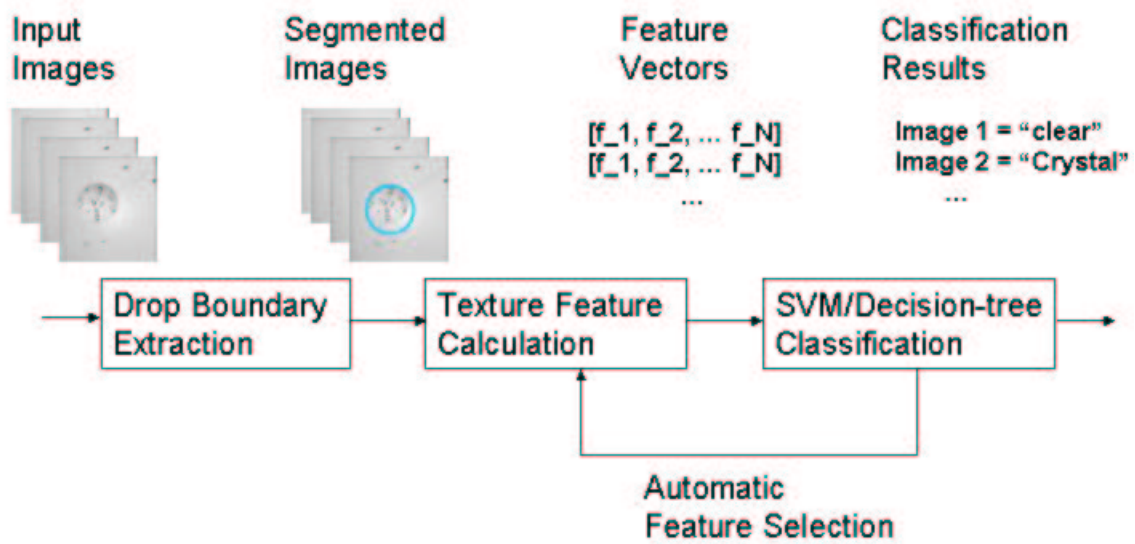 Input
Images
Segmented
Images
Feature
Vectors
Classification
Results
[f_1, f_2, ... f_N]
[f_1, f_2, ... f_N]
...
Image 1 = “clear”
Image 2 = “Crystal”
...
Drop Boundary
Extraction
Texture Feature
Calculation
SVM/Decision-tree
Classification
Automatic
Feature Selection